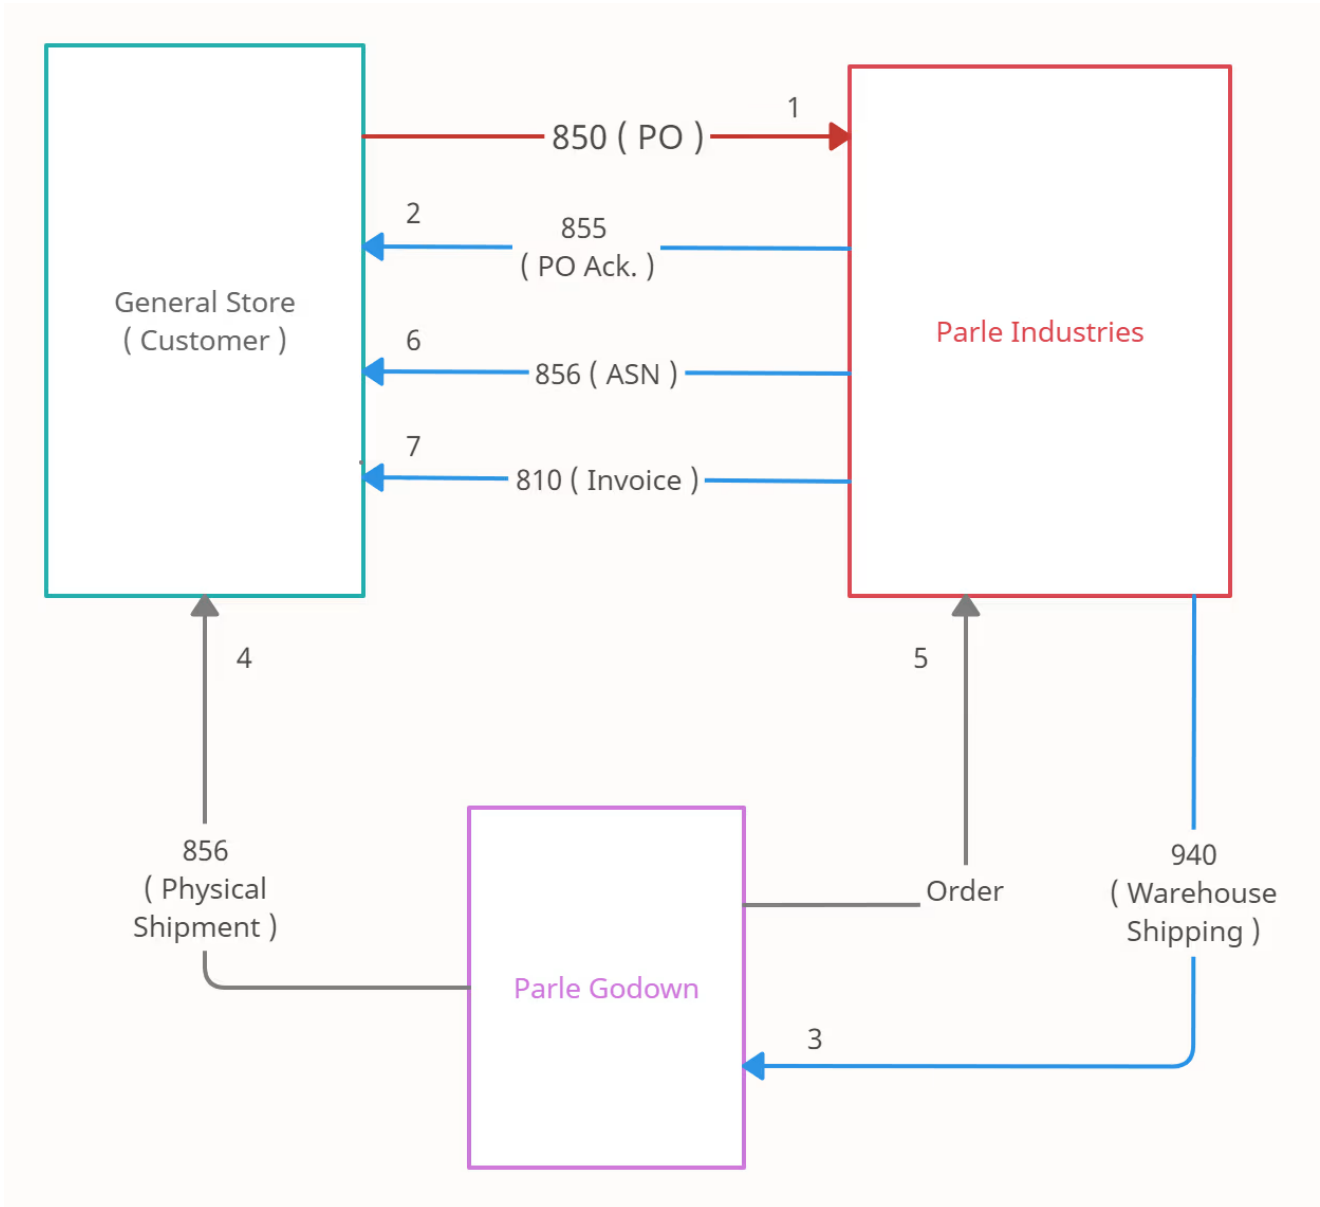 1
850 ( PO )
2
855
( PO Ack. )
General Store
( Customer )
Parle Industries
6
856 ( ASN )
7
810 ( Invoice )
4
5
856
( Physical
Shipment )
Order
940
( Warehouse
Shipping )
Parle Godown
3